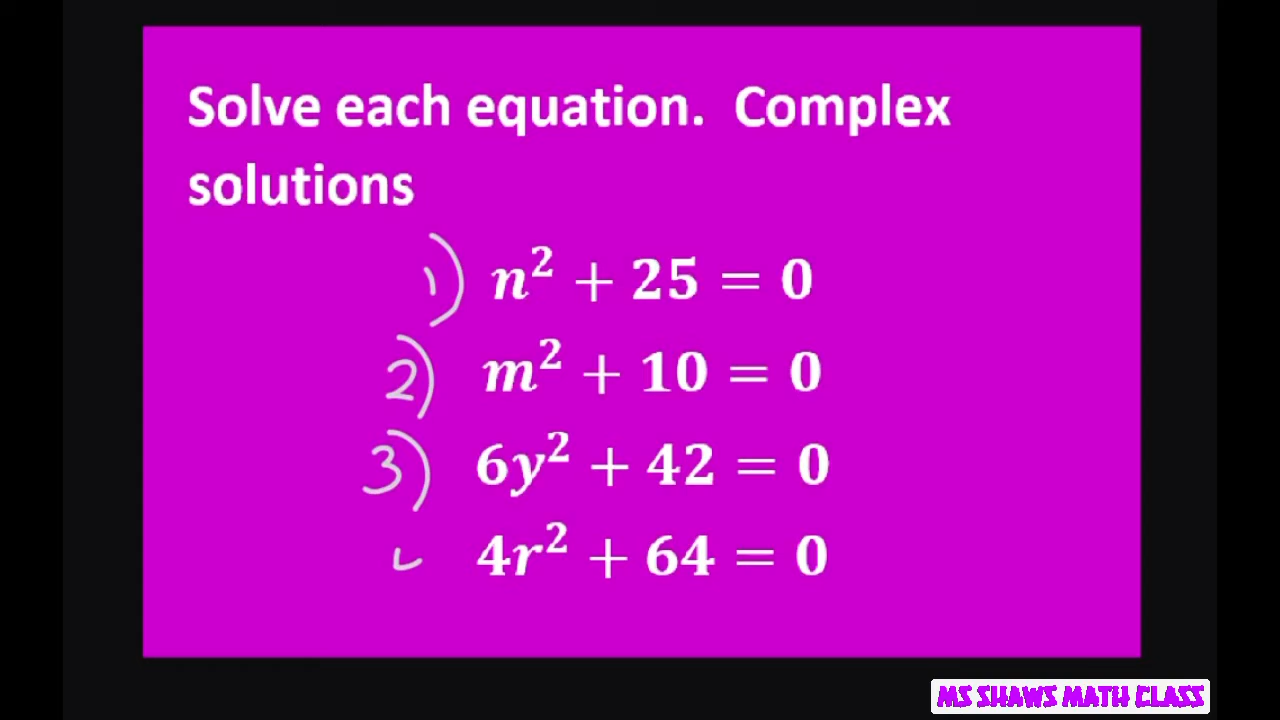 Solve each equation. Complex
solutions
1) n² + 25 = 0
2) m² + 10 = 0
3) 6y² + 42 = 0
4r² + 64 = 0
MS SHAWS MATH CLASS